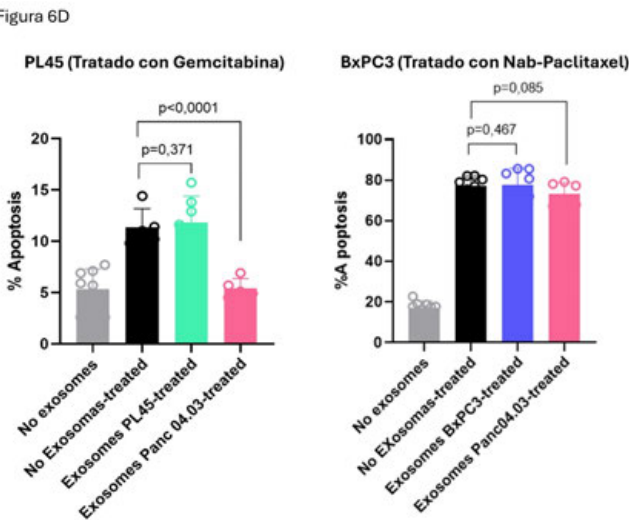 Figura 6D
PL45 (Tratado con Gemcitabina)
p<0,0001
p=0,371
% Apoptosis
20
15
10
5
0
No exosomes
No Exosomas-treated
Exosomes PL45-treated
Exosomes Panc 04.03-treated
BxPC3 (Tratado con Nab-Paclitaxel)
p=0,085
p=0,467
%A poptosis
100
80
60
40
20
0
No exosomes
No EXosomas-treated
Exosomes BxPC3-treated
Exosomes Panc04.03-treated